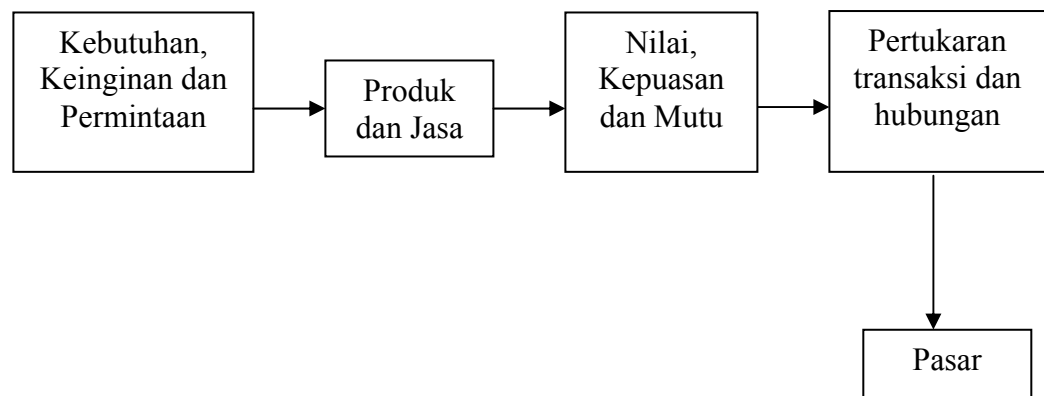 Kebutuhan,
Keinginan dan
Permintaan
Produk
dan Jasa
Nilai,
Kepuasan
dan Mutu
Pertukaran
transaksi dan
hubungan
Pasar